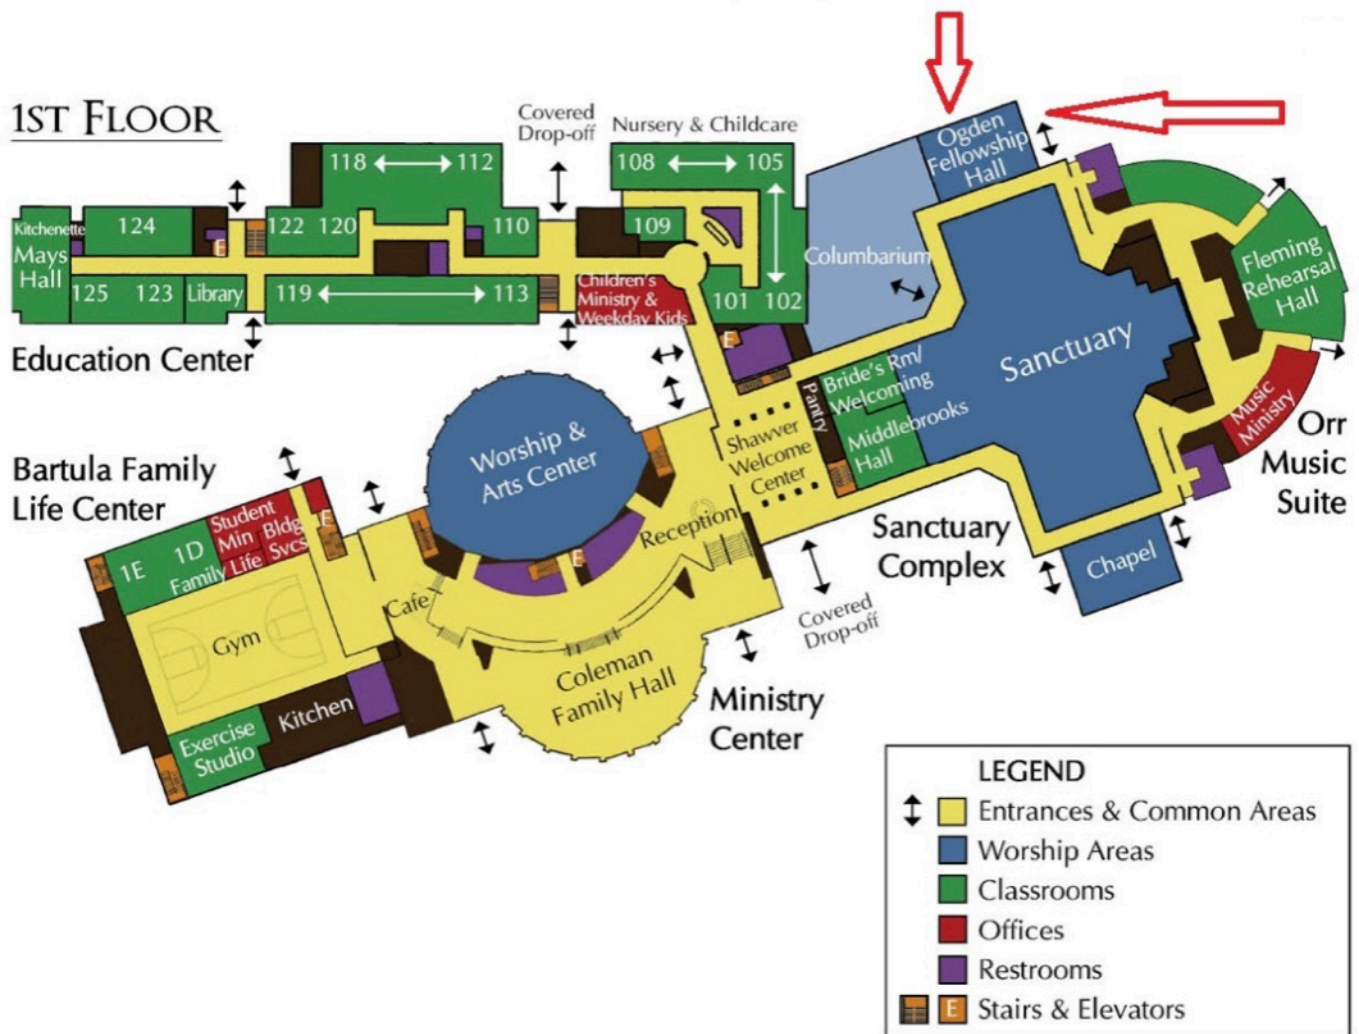 1ST FLOOR
Covered
Drop-off
Nursery & Childcare
Ogden
Fellowship
Hall
118
112
108
105
Kitchenette
124
E
122
120
110
109
Mays
Hall
Columbarium
Fleming
Rehearsal
Hall
125
123
Library
119
113
Children's
Ministry &
Weekday Kids
101
102
Education Center
E
Sanctuary
Bride's Rm/
Welcoming
Pantry
Middlebrooks
Hall
Shawver
Welcome
Center
Music
Ministry
Orr
Music
Suite
Worship &
Arts Center
Bartula Family
Life Center
Student
Min
Bldg
Svcs
E
1D
1E
Family
Life
Reception
E
Sanctuary
Complex
Chapel
Cafe
Gym
Covered
Drop-off
Coleman
Family Hall
Kitchen
Exercise
Studio
Ministry
Center
LEGEND
Entrances & Common Areas
Worship Areas
Classrooms
Offices
Restrooms
E Stairs & Elevators